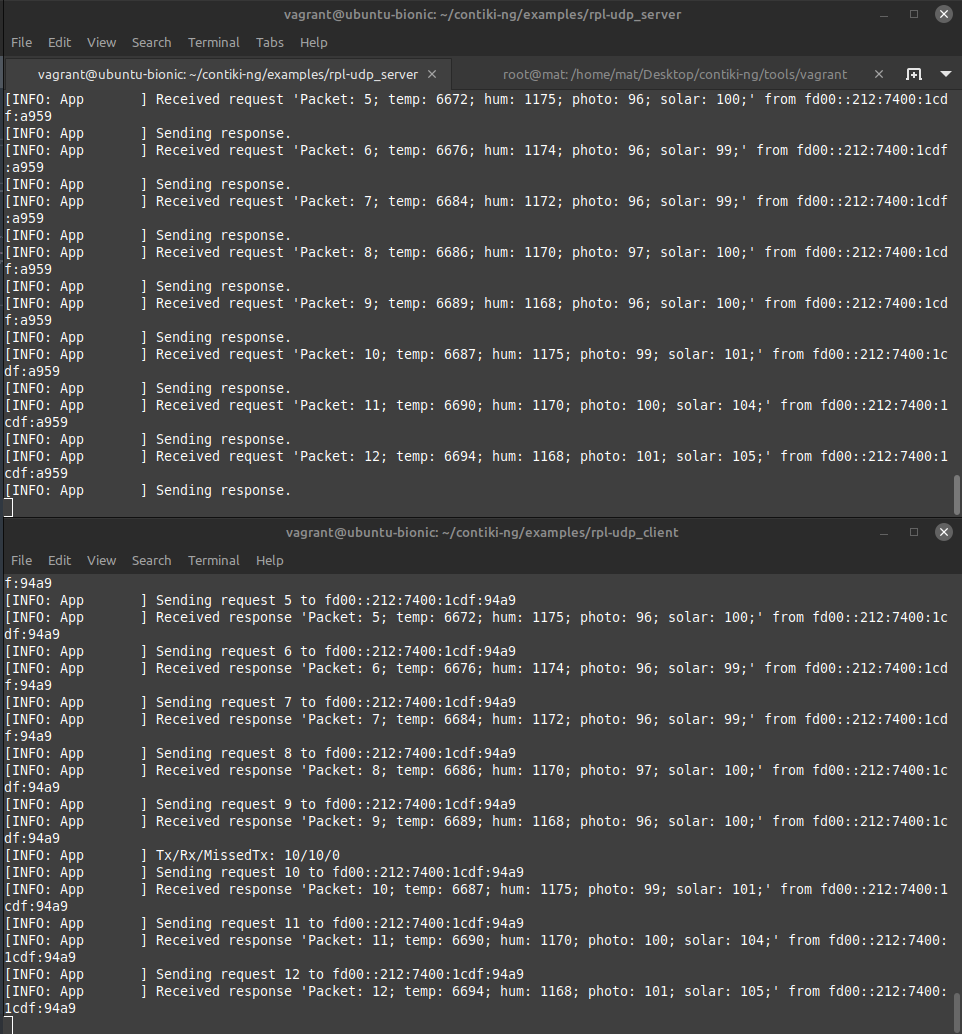 vagrant@ubuntu-bionic: ~/contiki-ng/examples/rpl-udp_server
File Edit View Search Terminal Tabs Help
vagrant@ubuntu-bionic: ~/contiki-ng/examples/rpl-udp_server × root@mat: /home/mat/Desktop/contiki-ng/tools/vagrant ×
[INFO: App       ] Received request 'Packet: 5; temp: 6672; hum: 1175; photo: 96; solar: 100;' from fd00::212:7400:1cd
f:a959
[INFO: App       ] Sending response.
[INFO: App       ] Received request 'Packet: 6; temp: 6676; hum: 1174; photo: 96; solar: 99;' from fd00::212:7400:1cdf
:a959
[INFO: App       ] Sending response.
[INFO: App       ] Received request 'Packet: 7; temp: 6684; hum: 1172; photo: 96; solar: 99;' from fd00::212:7400:1cdf
:a959
[INFO: App       ] Sending response.
[INFO: App       ] Received request 'Packet: 8; temp: 6686; hum: 1170; photo: 97; solar: 100;' from fd00::212:7400:1cd
f:a959
[INFO: App       ] Sending response.
[INFO: App       ] Received request 'Packet: 9; temp: 6689; hum: 1168; photo: 96; solar: 100;' from fd00::212:7400:1cd
f:a959
[INFO: App       ] Sending response.
[INFO: App       ] Received request 'Packet: 10; temp: 6687; hum: 1175; photo: 99; solar: 101;' from fd00::212:7400:1c
df:a959
[INFO: App       ] Sending response.
[INFO: App       ] Received request 'Packet: 11; temp: 6690; hum: 1170; photo: 100; solar: 104;' from fd00::212:7400:1
cdf:a959
[INFO: App       ] Sending response.
[INFO: App       ] Received request 'Packet: 12; temp: 6694; hum: 1168; photo: 101; solar: 105;' from fd00::212:7400:1
cdf:a959
[INFO: App       ] Sending response.
vagrant@ubuntu-bionic: ~/contiki-ng/examples/rpl-udp_client
File Edit View Search Terminal Help
f:94a9
[INFO: App       ] Sending request 5 to fd00::212:7400:1cdf:94a9
[INFO: App       ] Received response 'Packet: 5; temp: 6672; hum: 1175; photo: 96; solar: 100;' from fd00::212:7400:1c
df:94a9
[INFO: App       ] Sending request 6 to fd00::212:7400:1cdf:94a9
[INFO: App       ] Received response 'Packet: 6; temp: 6676; hum: 1174; photo: 96; solar: 99;' from fd00::212:7400:1cd
f:94a9
[INFO: App       ] Sending request 7 to fd00::212:7400:1cdf:94a9
[INFO: App       ] Received response 'Packet: 7; temp: 6684; hum: 1172; photo: 96; solar: 99;' from fd00::212:7400:1cd
f:94a9
[INFO: App       ] Sending request 8 to fd00::212:7400:1cdf:94a9
[INFO: App       ] Received response 'Packet: 8; temp: 6686; hum: 1170; photo: 97; solar: 100;' from fd00::212:7400:1c
df:94a9
[INFO: App       ] Sending request 9 to fd00::212:7400:1cdf:94a9
[INFO: App       ] Received response 'Packet: 9; temp: 6689; hum: 1168; photo: 96; solar: 100;' from fd00::212:7400:1c
df:94a9
[INFO: App       ] Tx/Rx/MissedTx: 10/10/0
[INFO: App       ] Sending request 10 to fd00::212:7400:1cdf:94a9
[INFO: App       ] Received response 'Packet: 10; temp: 6687; hum: 1175; photo: 99; solar: 101;' from fd00::212:7400:1
cdf:94a9
[INFO: App       ] Sending request 11 to fd00::212:7400:1cdf:94a9
[INFO: App       ] Received response 'Packet: 11; temp: 6690; hum: 1170; photo: 100; solar: 104;' from fd00::212:7400:
1cdf:94a9
[INFO: App       ] Sending request 12 to fd00::212:7400:1cdf:94a9
[INFO: App       ] Received response 'Packet: 12; temp: 6694; hum: 1168; photo: 101; solar: 105;' from fd00::212:7400:
1cdf:94a9